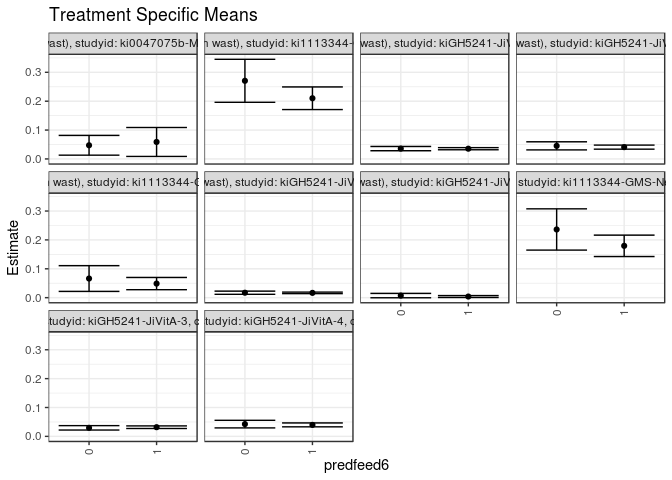 Treatment Specific Means
wast), studyid: ki0047075b-M
wast), studyid: ki1113344-
wast), studyid: kiGH5241-JiV
wast), studyid: kiGH5241-JiV
0.3
0.2
0.1
0.0
wast), studyid: ki1113344-G
wast), studyid: kiGH5241-JiV
wast), studyid: kiGH5241-JiV
studyid: ki1113344-GMS-N
0.3
0.2
0.1
0.0
Estimate
0 1
0 1
studyid: kiGH5241-JiVitA-3, c
studyid: kiGH5241-JiVitA-4, c
0.3
0.2
0.1
0.0
0 1
0 1
predfeed6